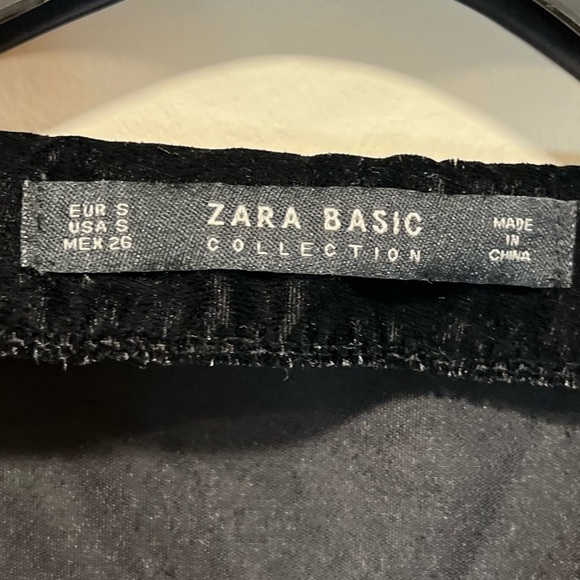 EUR S
USA S
MEX 26
ZARA BASIC
COLLECTION
MADE
IN
CHINA